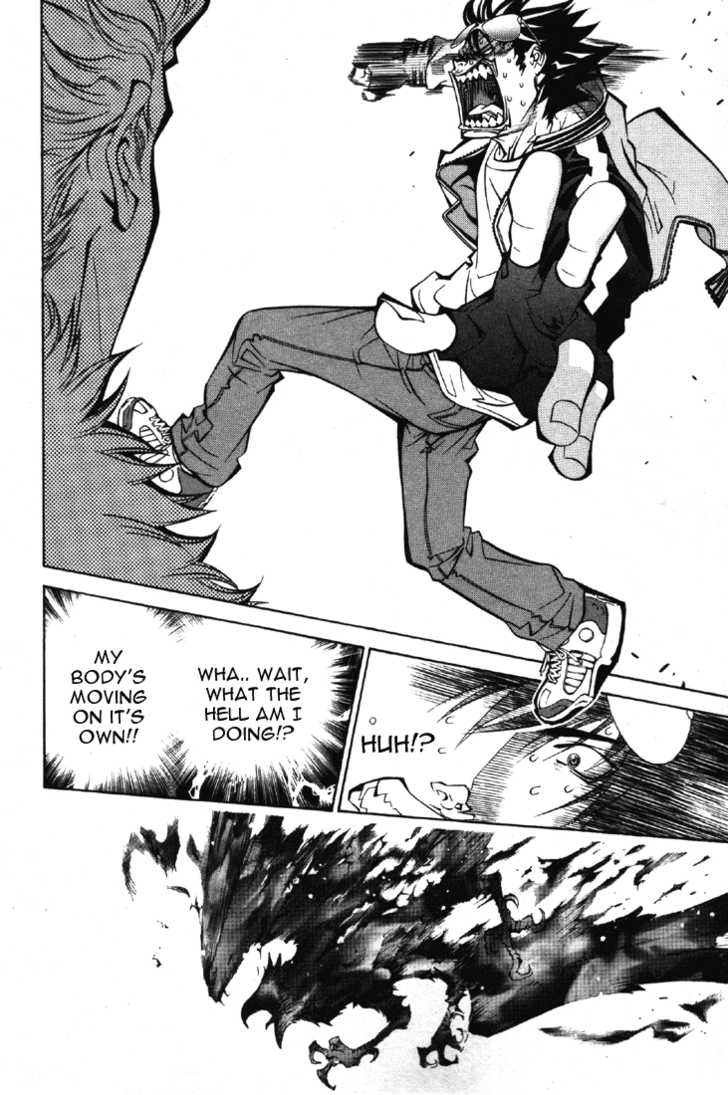 HUH!?
WHA.. WAIT,
WHAT THE
HELL AM I
DOING!?
MY
BODY'S
MOVING
ON IT'S
OWN!!